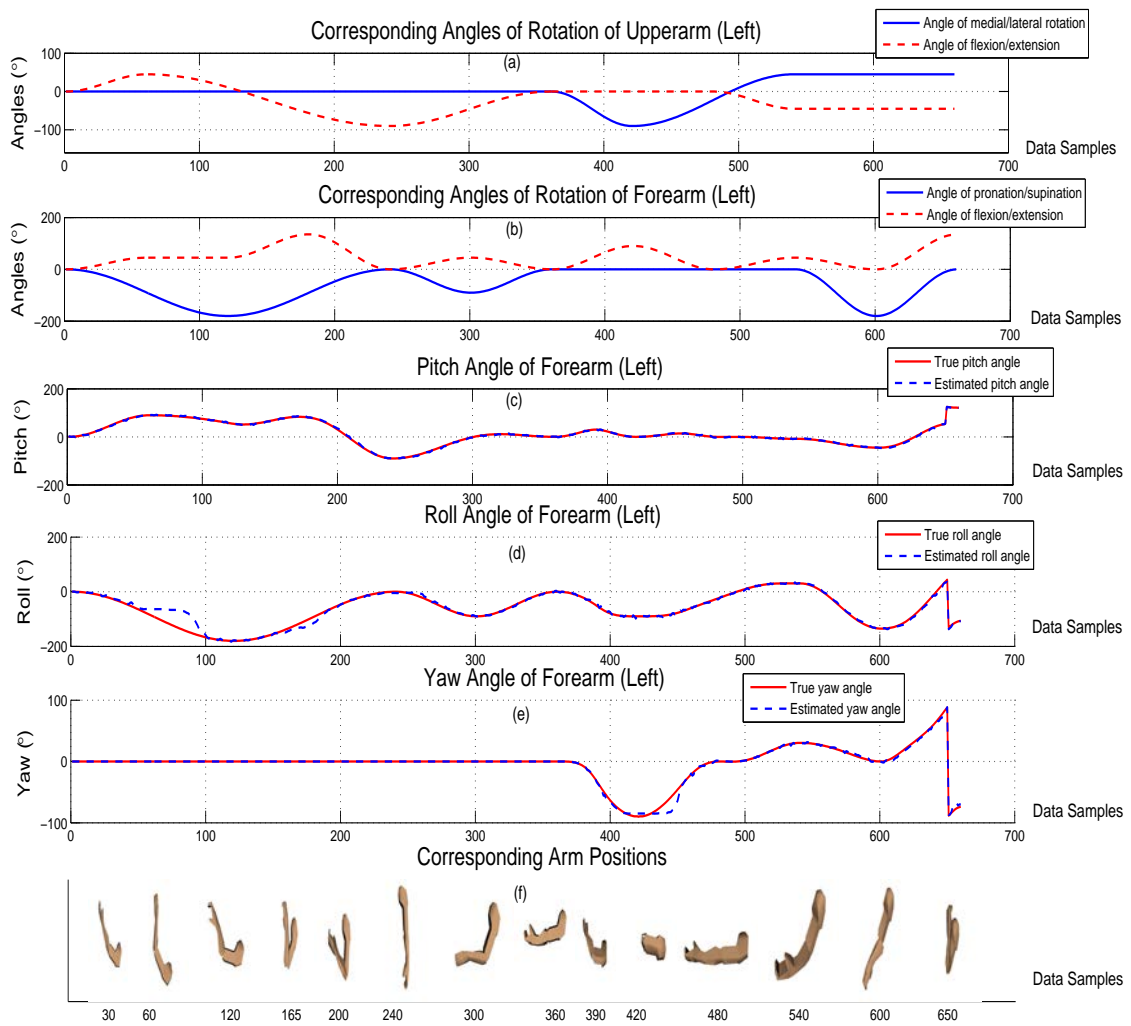 Corresponding Angles of Rotation of Upperarm (Left)
(a)
Angle of medial/lateral rotation
Angle of flexion/extension
Angles (°)
100
0
−100
0 100 200 300 400 500 600 700
Data Samples
Corresponding Angles of Rotation of Forearm (Left)
(b)
Angle of pronation/supination
Angle of flexion/extension
Angles (°)
200
0
−200
0 100 200 300 400 500 600 700
Data Samples
Pitch Angle of Forearm (Left)
(c)
True pitch angle
Estimated pitch angle
Pitch (°)
200
0
−200
0 100 200 300 400 500 600 700
Data Samples
Roll Angle of Forearm (Left)
(d)
True roll angle
Estimated roll angle
Roll (°)
200
0
−200
0 100 200 300 400 500 600 700
Data Samples
Yaw Angle of Forearm (Left)
(e)
True yaw angle
Estimated yaw angle
Yaw (°)
100
0
−100
0 100 200 300 400 500 600 700
Data Samples
Corresponding Arm Positions
(f)
Data Samples
30 60 120 165 200 240 300 360 390 420 480 540 600 650